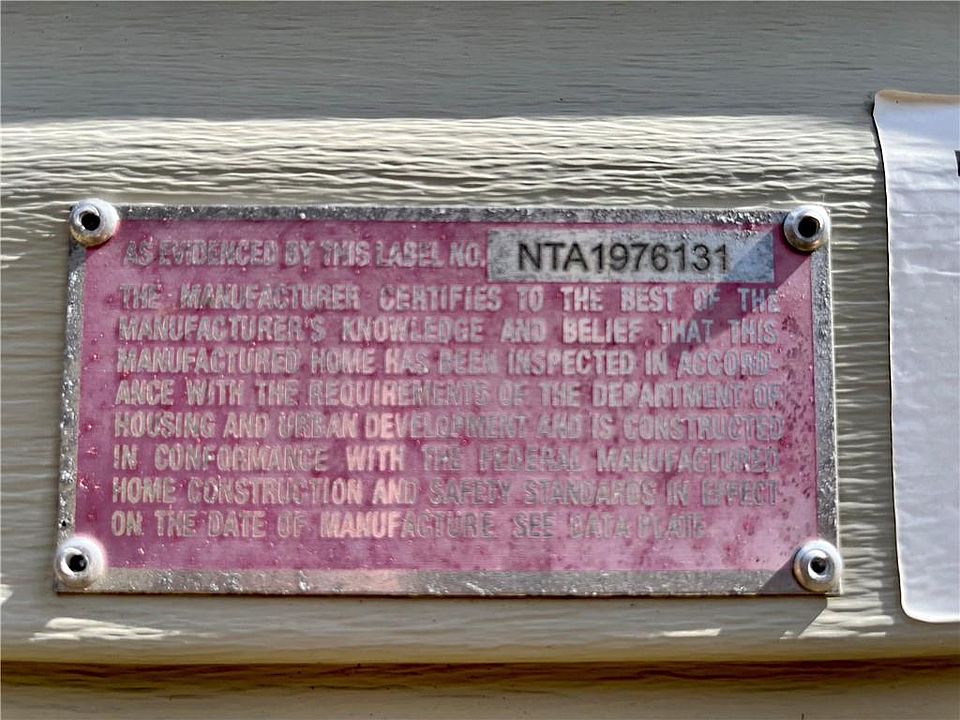 AS EVIDENCED BY THIS LABEL NO. NTA1976131
THE MANUFACTURER CERTIFIES TO THE BEST OF THE
MANUFACTURER'S KNOWLEDGE AND BELIEF THAT THIS
MANUFACTURED HOME HAS BEEN INSPECTED IN ACCORD-
ANCE WITH THE REQUIREMENTS OF THE DEPARTMENT OF
HOUSING AND URBAN DEVELOPMENT AND IS CONSTRUCTED
IN CONFORMANCE WITH THE FEDERAL MANUFACTURED
HOME CONSTRUCTION AND SAFETY STANDARDS IN EFFECT
ON THE DATE OF MANUFACTURE. SEE DATA PLATE.